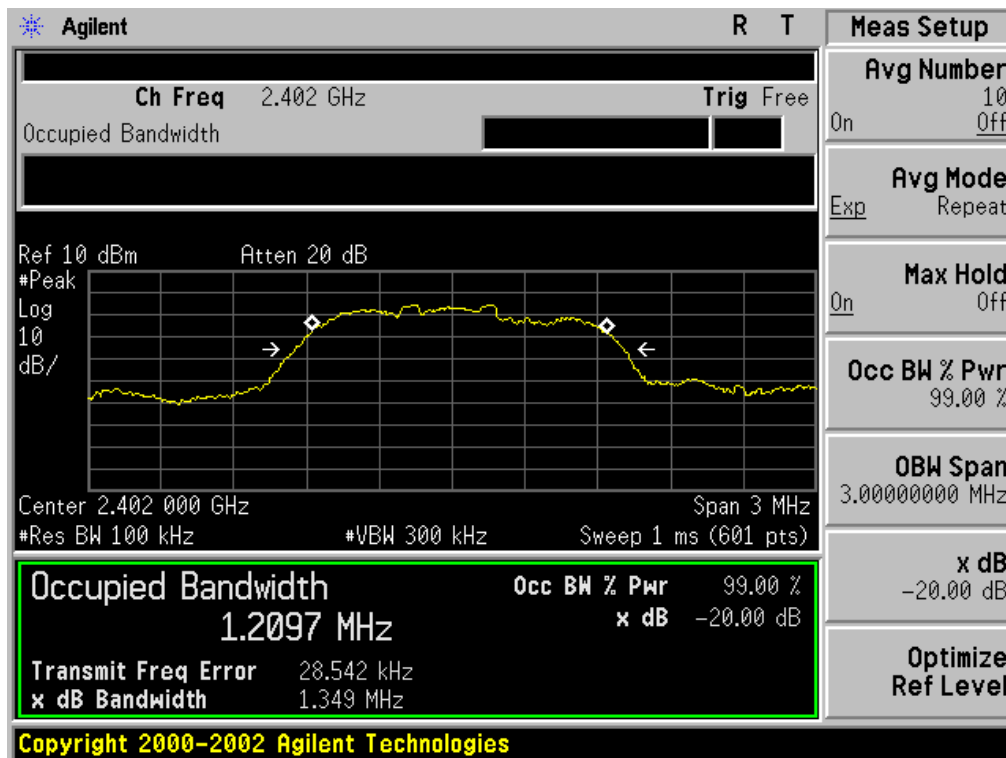 Agilent
R T
Ch Freq 2.402 GHz
Trig Free
Occupied Bandwidth
Ref 10 dBm
Atten 20 dB
#Peak
Log
10
dB/
Center 2.402 000 GHz
Span 3 MHz
#Res BW 100 kHz
#VBW 300 kHz
Sweep 1 ms (601 pts)
Occupied Bandwidth
1.2097 MHz
Occ BW % Pwr 99.00 %
x dB -20.00 dB
Transmit Freq Error 28.542 kHz
x dB Bandwidth 1.349 MHz
Copyright 2000-2002 Agilent Technologies
Meas Setup
Avg Number
10
On Off
Avg Mode
Exp Repeat
Max Hold
On Off
Occ BW % Pwr
99.00 %
OBW Span
3.00000000 MHz
x dB
-20.00 dB
Optimize
Ref Level